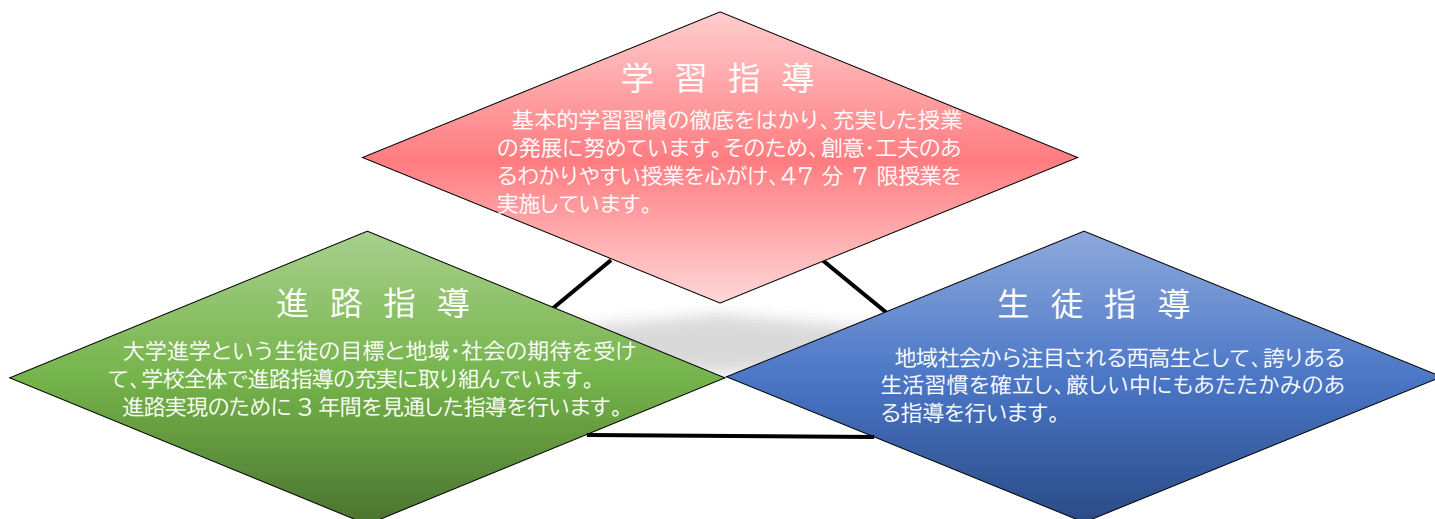 学 習 指 導
基本的学習習慣の徹底をはかり、充実した授業
の発展に努めています。そのため、創意・工夫のあ
るわかりやすい授業を心がけ、47 分 7 限授業を
実施しています。
進 路 指 導
大学進学という生徒の目標と地域・社会の期待を受け
て、学校全体で進路指導の充実に取り組んでいます。
進路実現のために 3 年間を見通した指導を行います。
生 徒 指 導
地域社会から注目される西高生として、誇りある
生活習慣を確立し、厳しい中にもあたたかみのあ
る指導を行います。